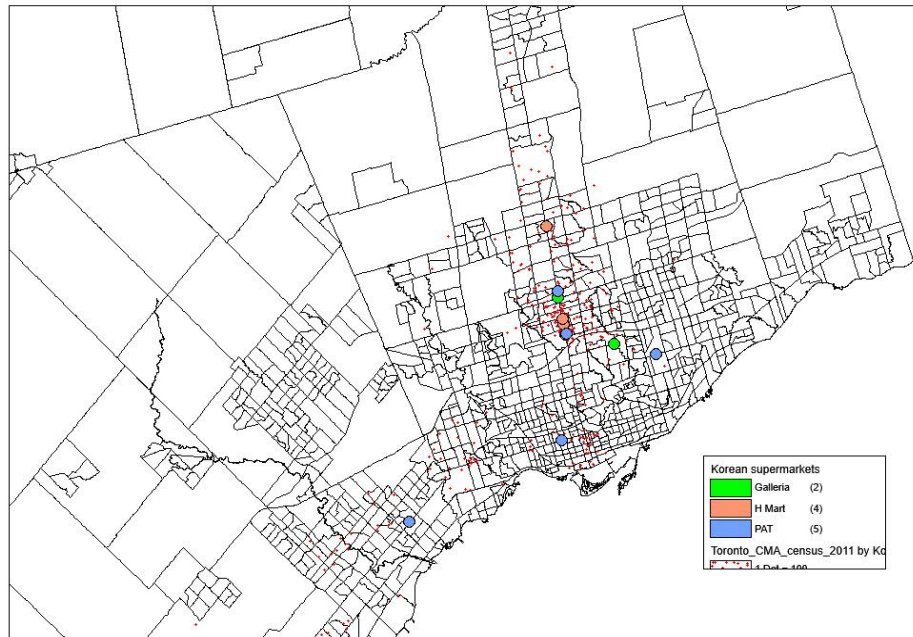 Korean supermarkets
Galleria (2)
H Mart (4)
PAT (5)
Toronto_CMA_census_2011 by Ko
1 Dot = 100